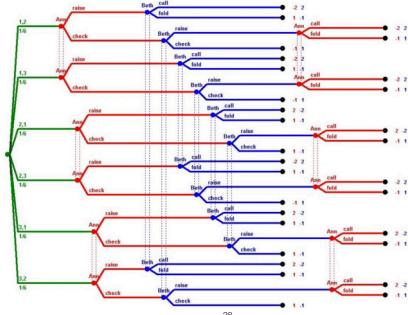 raise Beth call -2 2
fold 1 -1
1,2 Ann
1/6 Beth raise Ann call -2 2
fold -1 1
check check -1 1
raise Beth call -2 2
fold 1 -1
1,3 Ann
1/6 Beth raise Ann call -2 2
fold -1 1
check check -1 1
raise Beth call 2 -2
fold 1 -1
2,1 Ann
1/6 Beth raise Ann call 2 -2
fold -1 1
check check 1 -1
raise Beth call -2 2
fold 1 -1
2,3 Ann
1/6 Beth raise Ann call -2 2
fold -1 1
check check -1 1
raise Beth call 2 -2
fold 1 -1
3,1 Ann
1/6 Beth raise Ann call 2 -2
fold -1 1
check check 1 -1
raise Beth call 2 -2
fold 1 -1
3,2 Ann
1/6 Beth raise Ann call 2 -2
fold -1 1
check check 1 -1